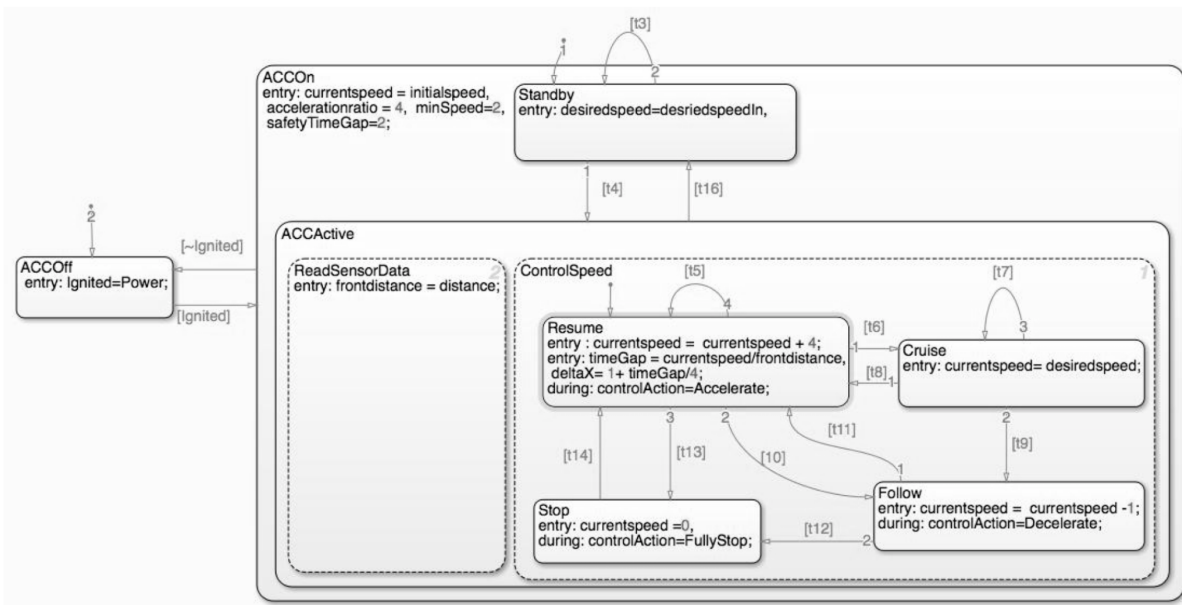 [t3]
1
2
ACCOn
entry: currentspeed = initialspeed,
accelerationratio = 4, minSpeed=2,
safetyTimeGap=2;
Standby
entry: desiredspeed=desriedspeedIn,
1
[t4]
[t16]
2
ACCActive
[~Ignited]
ACCOff
entry: Ignited=Power;
[Ignited]
ReadSensorData
2
entry: frontdistance = distance;
ControlSpeed
1
[t5]
[t7]
4
Resume
entry : currentspeed = currentspeed + 4;
entry: timeGap = currentspeed/frontdistance,
deltaX= 1+ timeGap/4;
during: controlAction=Accelerate;
[t6]
1
3
Cruise
entry: currentspeed= desiredspeed;
[t8]
1
3
2
2
[t11]
[t9]
[t14]
[t13]
[10]
1
Follow
entry: currentspeed = currentspeed -1;
during: controlAction=Decelerate;
Stop
entry: currentspeed =0,
during: controlAction=FullyStop;
[t12]
2